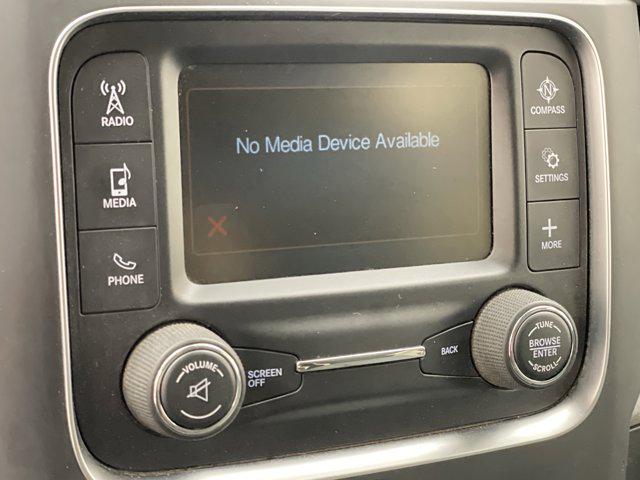 RADIO
MEDIA
PHONE
No Media Device Available
N
COMPASS
SETTINGS
MORE
VOLUME
SCREEN
OFF
BACK
TUNE
BROWSE
ENTER
SCROLL